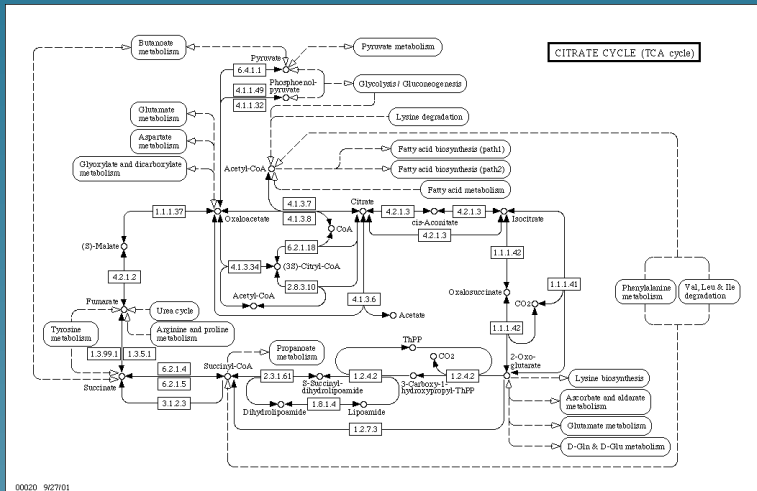 CITRATE CYCLE (TCA cycle)
Butanoate
metabolism
Pyruvate
Pyruvate metabolism
6.4.1.1
Phosphoenol-
pyruvate
4.1.1.49
4.1.1.32
Glycolysis / Gluconeogenesis
Glutamate
metabolism
Lysine degradation
Aspartate
metabolism
Glyoxylate and dicarboxylate
metabolism
Acetyl-CoA
Fatty acid biosynthesis (path1)
Fatty acid biosynthesis (path2)
Fatty acid metabolism
1.1.1.37
Oxaloacetate
4.1.3.7
4.1.3.8
Citrate
4.2.1.3
cis-Aconitate
4.2.1.3
Isocitrate
4.2.1.3
CoA
(S)-Malate
6.2.1.18
1.1.1.42
4.1.3.34
(3S)-Citryl-CoA
4.2.1.2
2.8.3.10
4.1.3.6
Oxalosuccinate
1.1.1.41
CO2
Phenylalanine
metabolism
Val, Leu & Ile
degradation
Fumarate
Acetyl-CoA
Urea cycle
Acetate
Tyrosine
metabolism
Arginine and proline
metabolism
1.1.1.42
1.3.99.1
1.3.5.1
Propanoate
metabolism
ThPP
CO2
2-Oxo-
glutarate
6.2.1.4
6.2.1.5
Succinyl-CoA
2.3.1.61
S-Succinyl-
dihydrolipoamide
1.2.4.2
3-Carboxy-1-
hydroxypropyl-ThPP
1.2.4.2
Succinate
3.1.2.3
Dihydrolipoamide
1.8.1.4
Lipoamide
1.2.7.3
Lysine biosynthesis
Ascorbate and aldarate
metabolism
Glutamate metabolism
D-Gln & D-Glu metabolism
00020 9/27/01